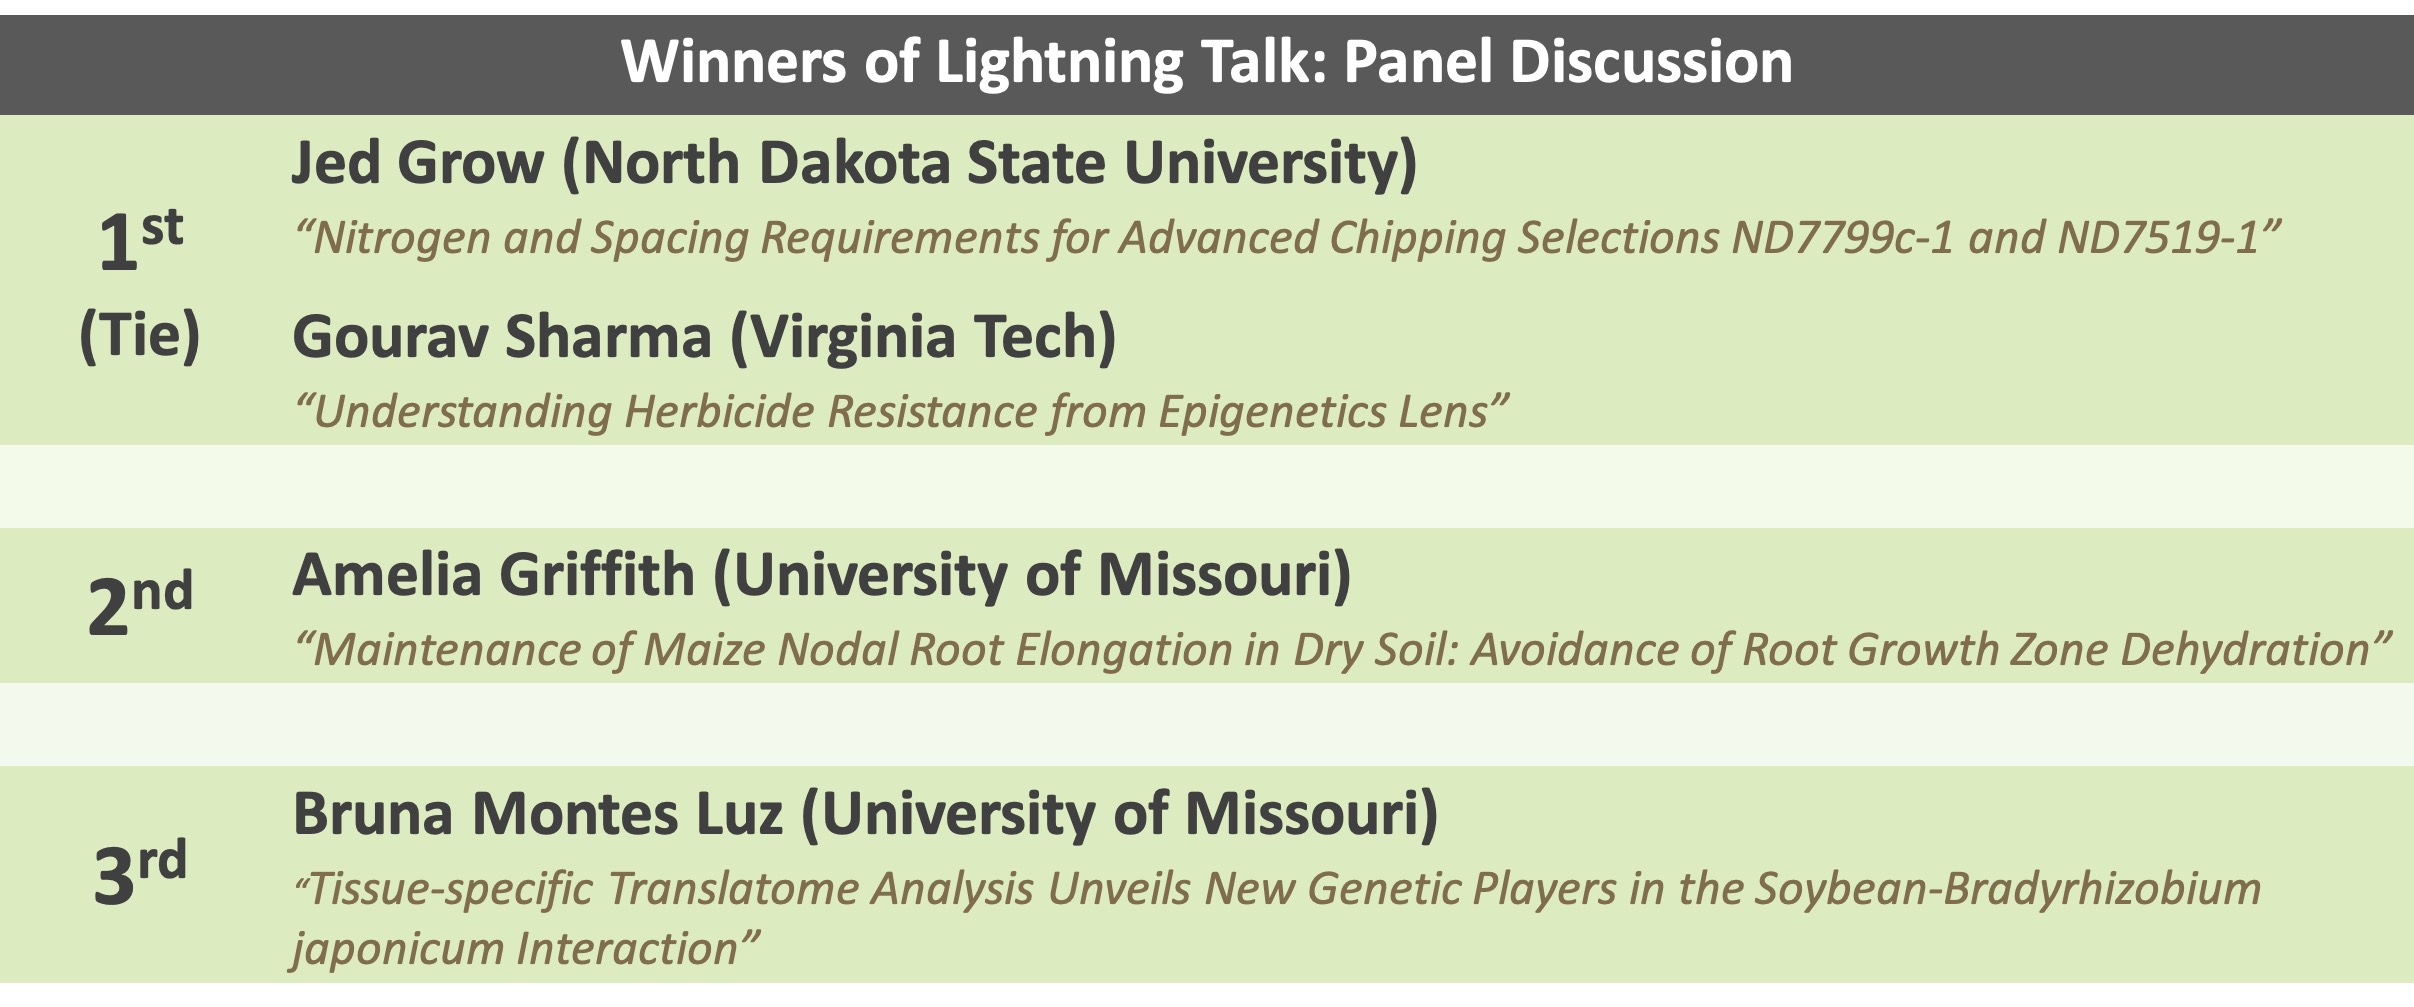 Winners of Lightning Talk: Panel Discussion
1st
(Tie)
Jed Grow (North Dakota State University)
“Nitrogen and Spacing Requirements for Advanced Chipping Selections ND7799c-1 and ND7519-1”
Gourav Sharma (Virginia Tech)
“Understanding Herbicide Resistance from Epigenetics Lens”
2nd
Amelia Griffith (University of Missouri)
“Maintenance of Maize Nodal Root Elongation in Dry Soil: Avoidance of Root Growth Zone Dehydration”
3rd
Bruna Montes Luz (University of Missouri)
“Tissue-specific Translatome Analysis Unveils New Genetic Players in the Soybean-Bradyrhizobium
japonicum Interaction”